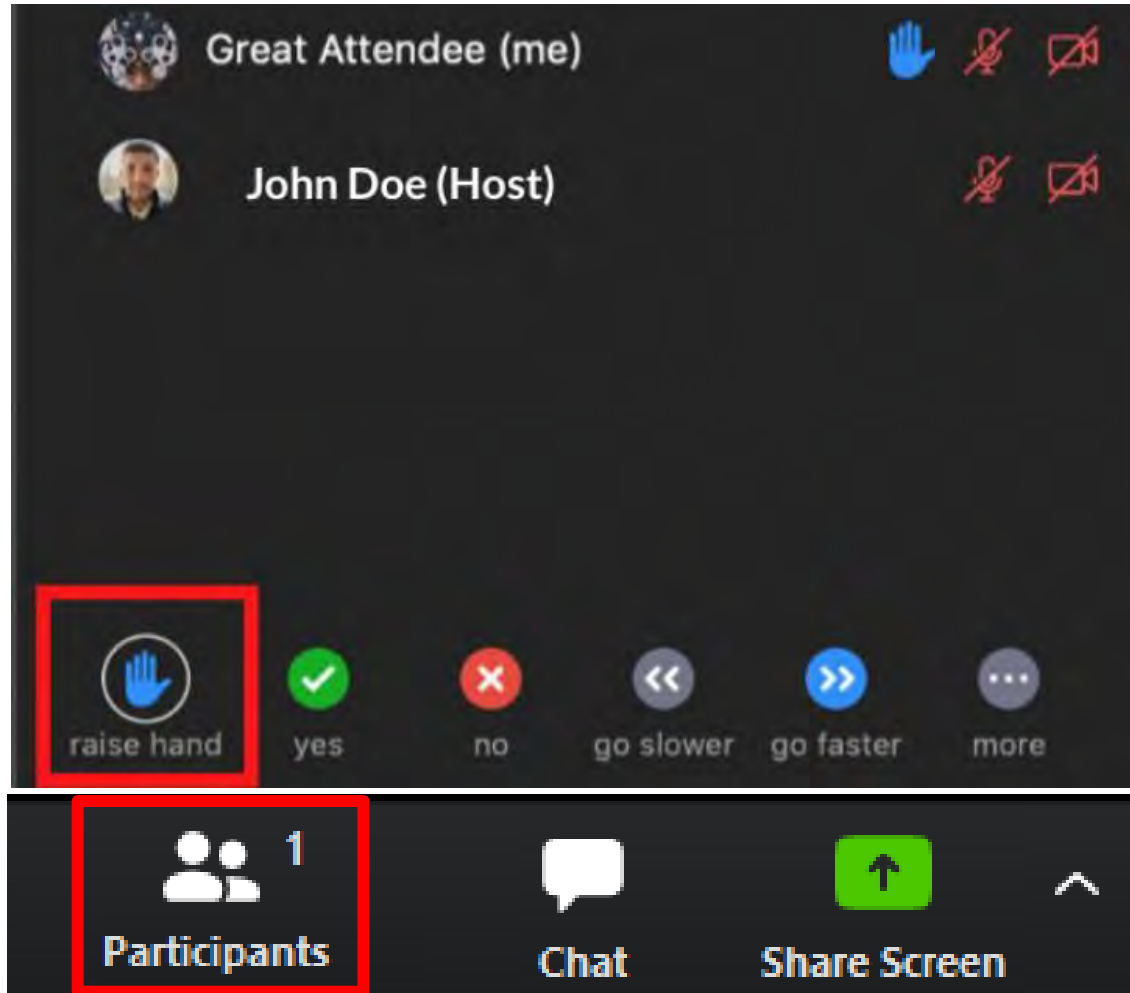 Great Attendee (me)
John Doe (Host)
raise hand yes no go slower go faster more
1
Participants Chat Share Screen